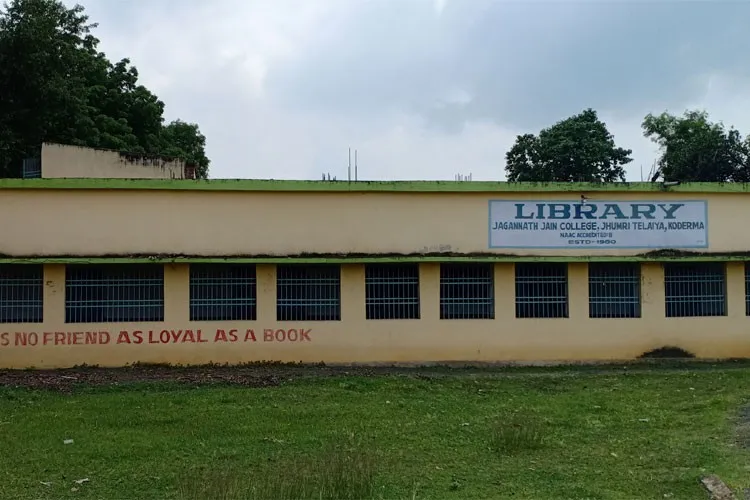 LIBRARY
JAGANNATH JAIN COLLEGE, JHUMRI TELAIYA, KODERMA
NAAC ACCREDITED B
ESTD-1960
S NO FRIEND AS LOYAL AS A BOOK